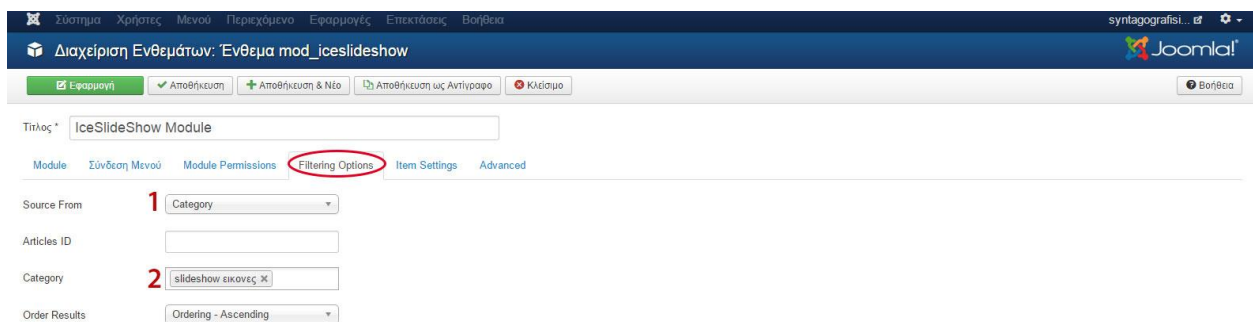 Σύστημα Χρήστες Μενού Περιεχόμενο Εφαρμογές Επεκτάσεις Βοήθεια syntagografisi...
Διαχείριση Ενθεμάτων: Ένθεμα mod_iceslideshow Joomla!
Εφαρμογή Αποθήκευση Αποθήκευση & Νέο Αποθήκευση ως Αντίγραφο Κλείσιμο Βοήθεια
Τίτλος * IceSlideShow Module
Module Σύνδεση Μενού Module Permissions Filtering Options Item Settings Advanced
Source From 1 Category
Articles ID
Category 2 slideshow εικονες
Order Results Ordering - Ascending